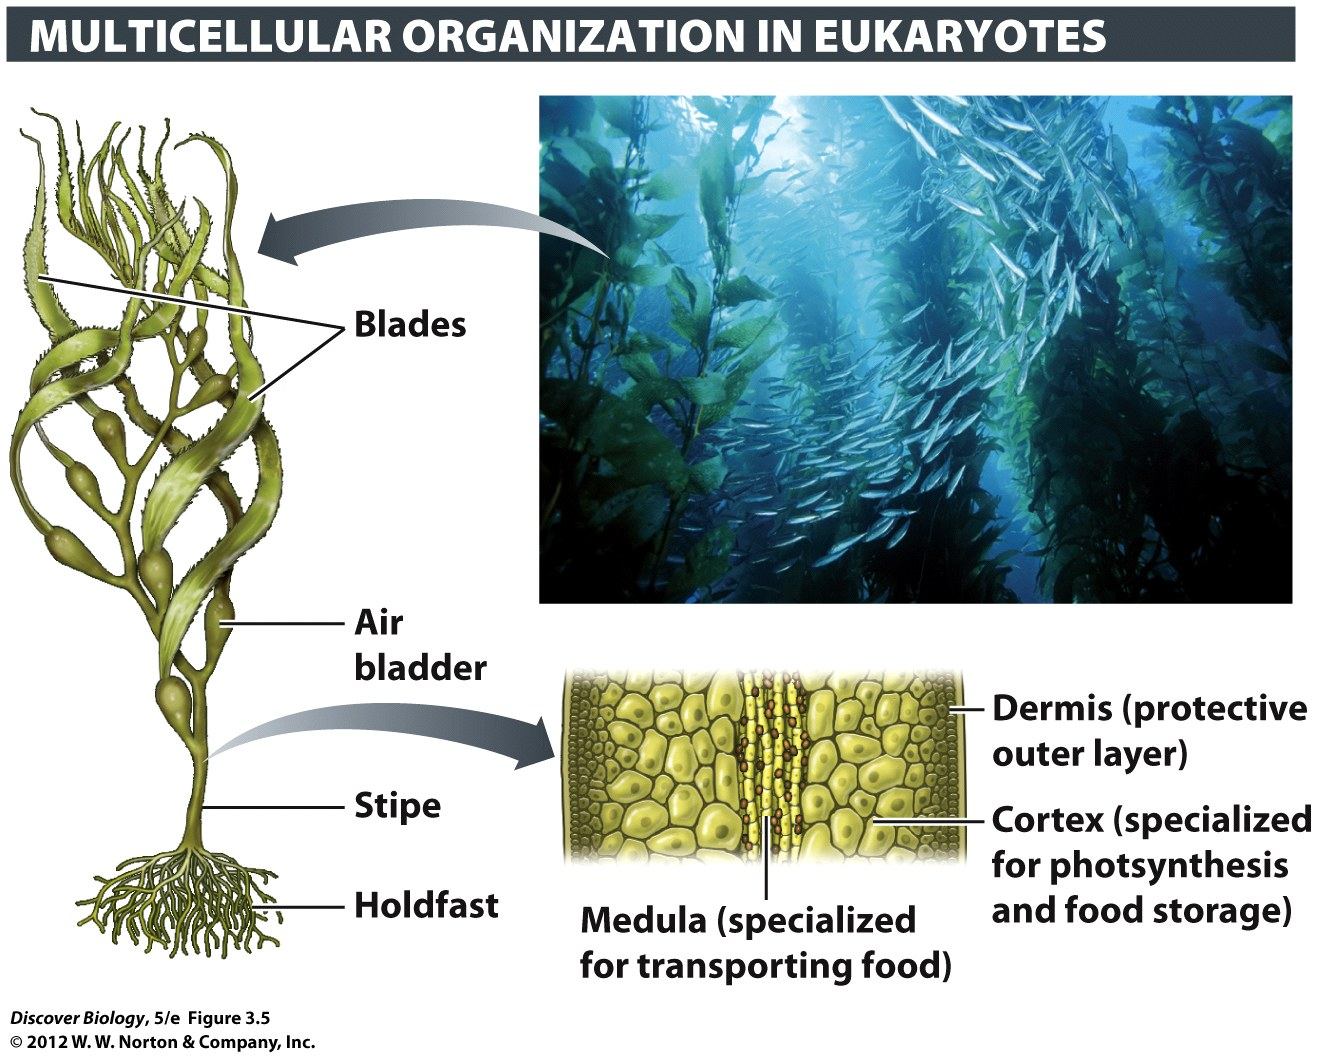 MULTICELLULAR ORGANIZATION IN EUKARYOTES
Blades
Air
bladder
Stipe
Holdfast
Dermis (protective
outer layer)
Cortex (specialized
for photsynthesis
and food storage)
Medula (specialized
for transporting food)
Discover Biology, 5/e Figure 3.5
© 2012 W. W. Norton & Company, Inc.